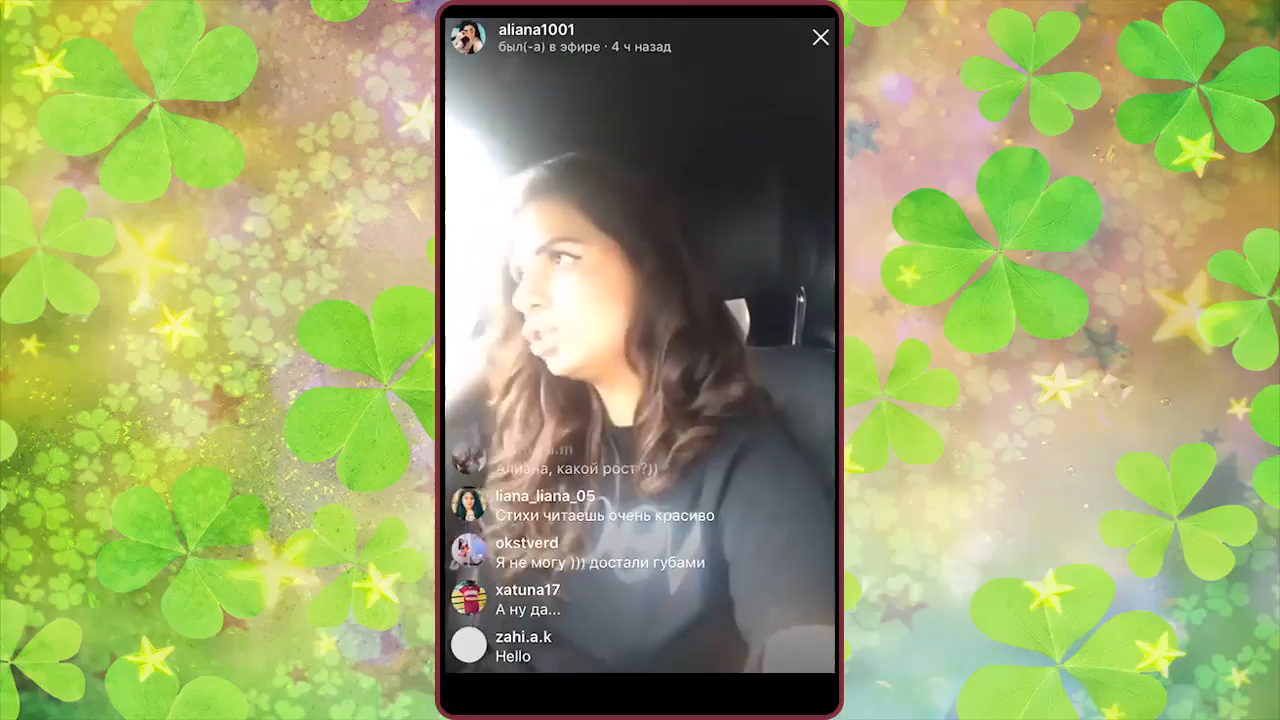 aliana1001
был(-а) в эфире · 4 ч назад
Алиана, какой рост ?))
liana_liana_05
Стихи читаешь очень красиво
okstverd
Я не могу ))) достали губами
xatuna17
А ну да...
zahi.a.k
Hello